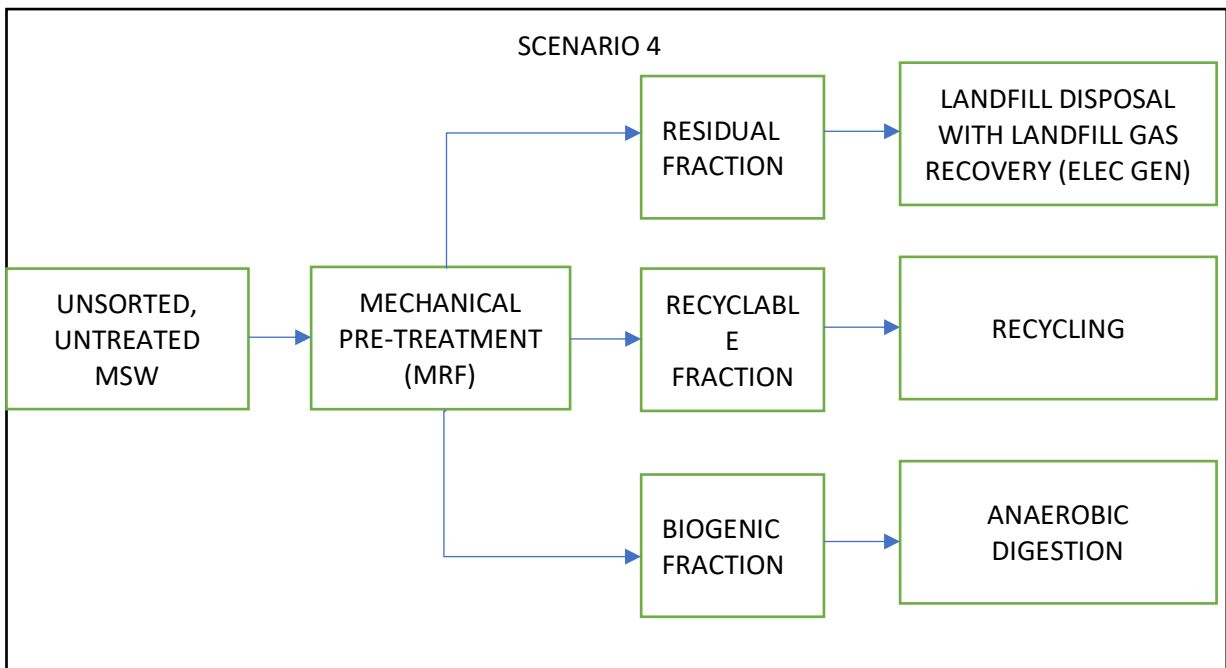 SCENARIO 4
UNSORTED,
UNTREATED
MSW
MECHANICAL
PRE-TREATMENT
(MRF)
RESIDUAL
FRACTION
LANDFILL DISPOSAL
WITH LANDFILL GAS
RECOVERY (ELEC GEN)
RECYCLABL
E
FRACTION
RECYCLING
BIOGENIC
FRACTION
ANAEROBIC
DIGESTION